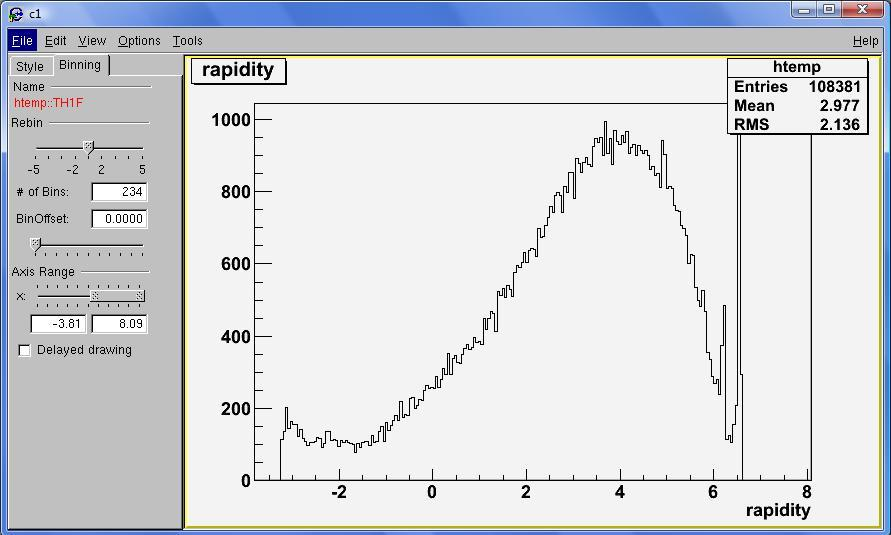 c1
File Edit View Options Tools Help
Style Binning
Name
htemp::TH1F
Rebin
-5 -2 2 5
# of Bins: 234
BinOffset: 0.0000
Axis Range
x:
-3.81 8.09
Delayed drawing
rapidity
htemp
Entries 108381
Mean 2.977
RMS 2.136
1000
800
600
400
200
0
-2 0 2 4 6 8
rapidity